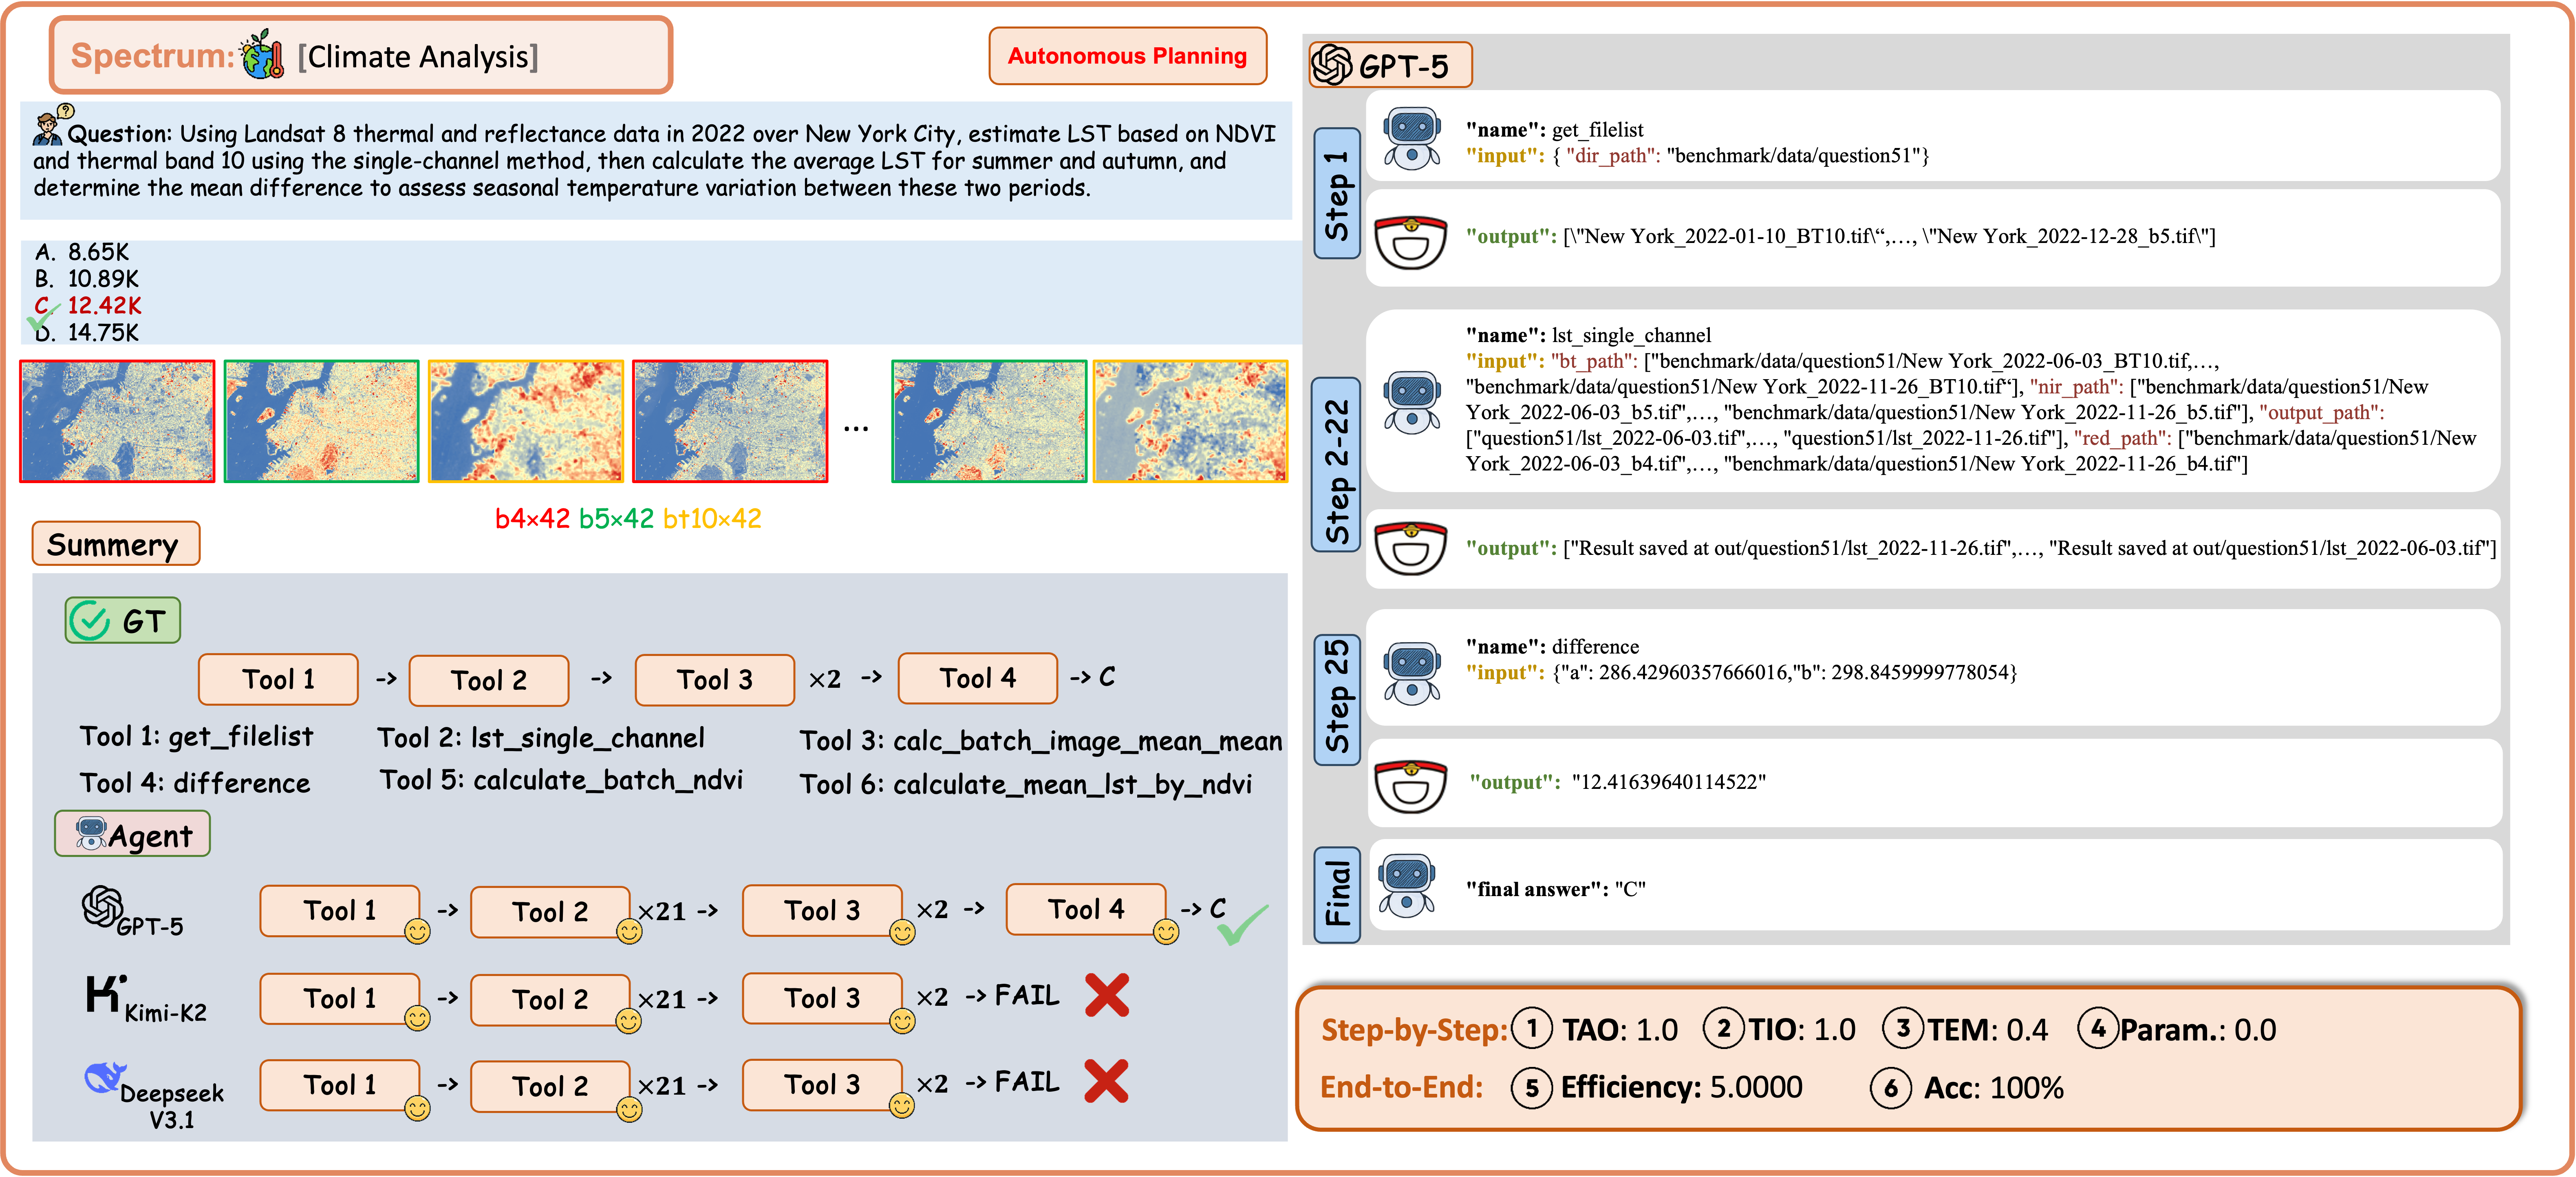 Spectrum: [Climate Analysis]
Autonomous Planning
Question: Using Landsat 8 thermal and reflectance data in 2022 over New York City, estimate LST based on NDVI
and thermal band 10 using the single-channel method, then calculate the average LST for summer and autumn, and
determine the mean difference to assess seasonal temperature variation between these two periods.
A. 8.65K
B. 10.89K
C. 12.42K
D. 14.75K
...
b4×42 b5×42 bt10×42
Summery
GT
Tool 1 -> Tool 2 -> Tool 3 ×2 -> Tool 4 -> C
Tool 1: get_filelist Tool 2: lst_single_channel Tool 3: calc_batch_image_mean_mean
Tool 4: difference Tool 5: calculate_batch_ndvi Tool 6: calculate_mean_lst_by_ndvi
Agent
GPT-5 Tool 1 -> Tool 2 ×21 -> Tool 3 ×2 -> Tool 4 -> C
Kimi-K2 Tool 1 -> Tool 2 ×21 -> Tool 3 ×2 -> FAIL
Deepseek
V3.1 Tool 1 -> Tool 2 ×21 -> Tool 3 ×2 -> FAIL
GPT-5
Step 1
"name": get_filelist
"input": { "dir_path": "benchmark/data/question51"}
"output": [\"New York_2022-01-10_BT10.tif\“,…, \"New York_2022-12-28_b5.tif\"]
Step 2-22
"name": lst_single_channel
"input": "bt_path": ["benchmark/data/question51/New York_2022-06-03_BT10.tif,…,
"benchmark/data/question51/New York_2022-11-26_BT10.tif“], "nir_path": ["benchmark/data/question51/New
York_2022-06-03_b5.tif",…, "benchmark/data/question51/New York_2022-11-26_b5.tif"], "output_path":
["question51/lst_2022-06-03.tif",…, "question51/lst_2022-11-26.tif"], "red_path": ["benchmark/data/question51/New
York_2022-06-03_b4.tif",…, "benchmark/data/question51/New York_2022-11-26_b4.tif"]
"output": ["Result saved at out/question51/lst_2022-11-26.tif",…, "Result saved at out/question51/lst_2022-06-03.tif"]
Step 25
"name": difference
"input": {"a": 286.42960357666016,"b": 298.8459999778054}
"output": "12.41639640114522"
Final
"final answer": "C"
Step-by-Step: 1 TAO: 1.0 2 TIO: 1.0 3 TEM: 0.4 4 Param.: 0.0
End-to-End: 5 Efficiency: 5.0000 6 Acc: 100%